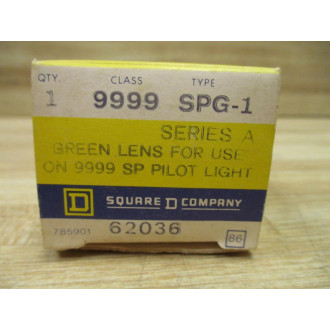 QTY. CLASS TYPE
1 9999 SPG-1
SERIES A
GREEN LENS FOR USE
ON 9999 SP PILOT LIGHT
D SQUARE D COMPANY
785901 62036 86